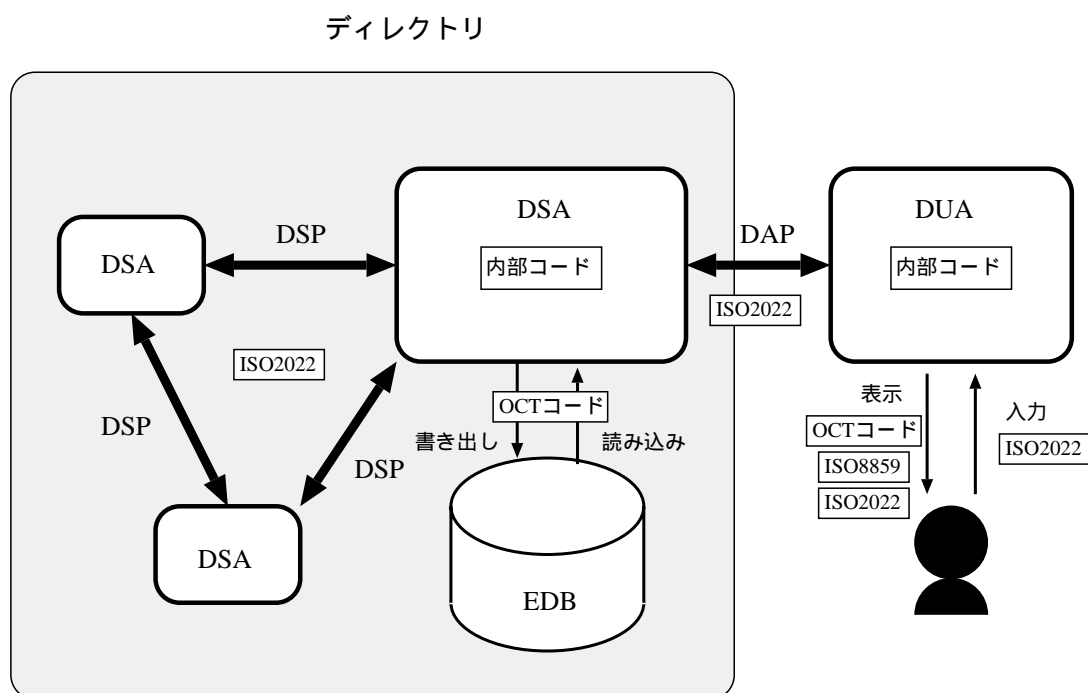 ディレクトリ
DSA
内部コード
DUA
内部コード
DSA
DSP
DAP
ISO2022
ISO2022
DSP
DSP
DSA
OCTコード
書き出し
読み込み
EDB
表示
OCTコード
ISO8859
ISO2022
入力
ISO2022